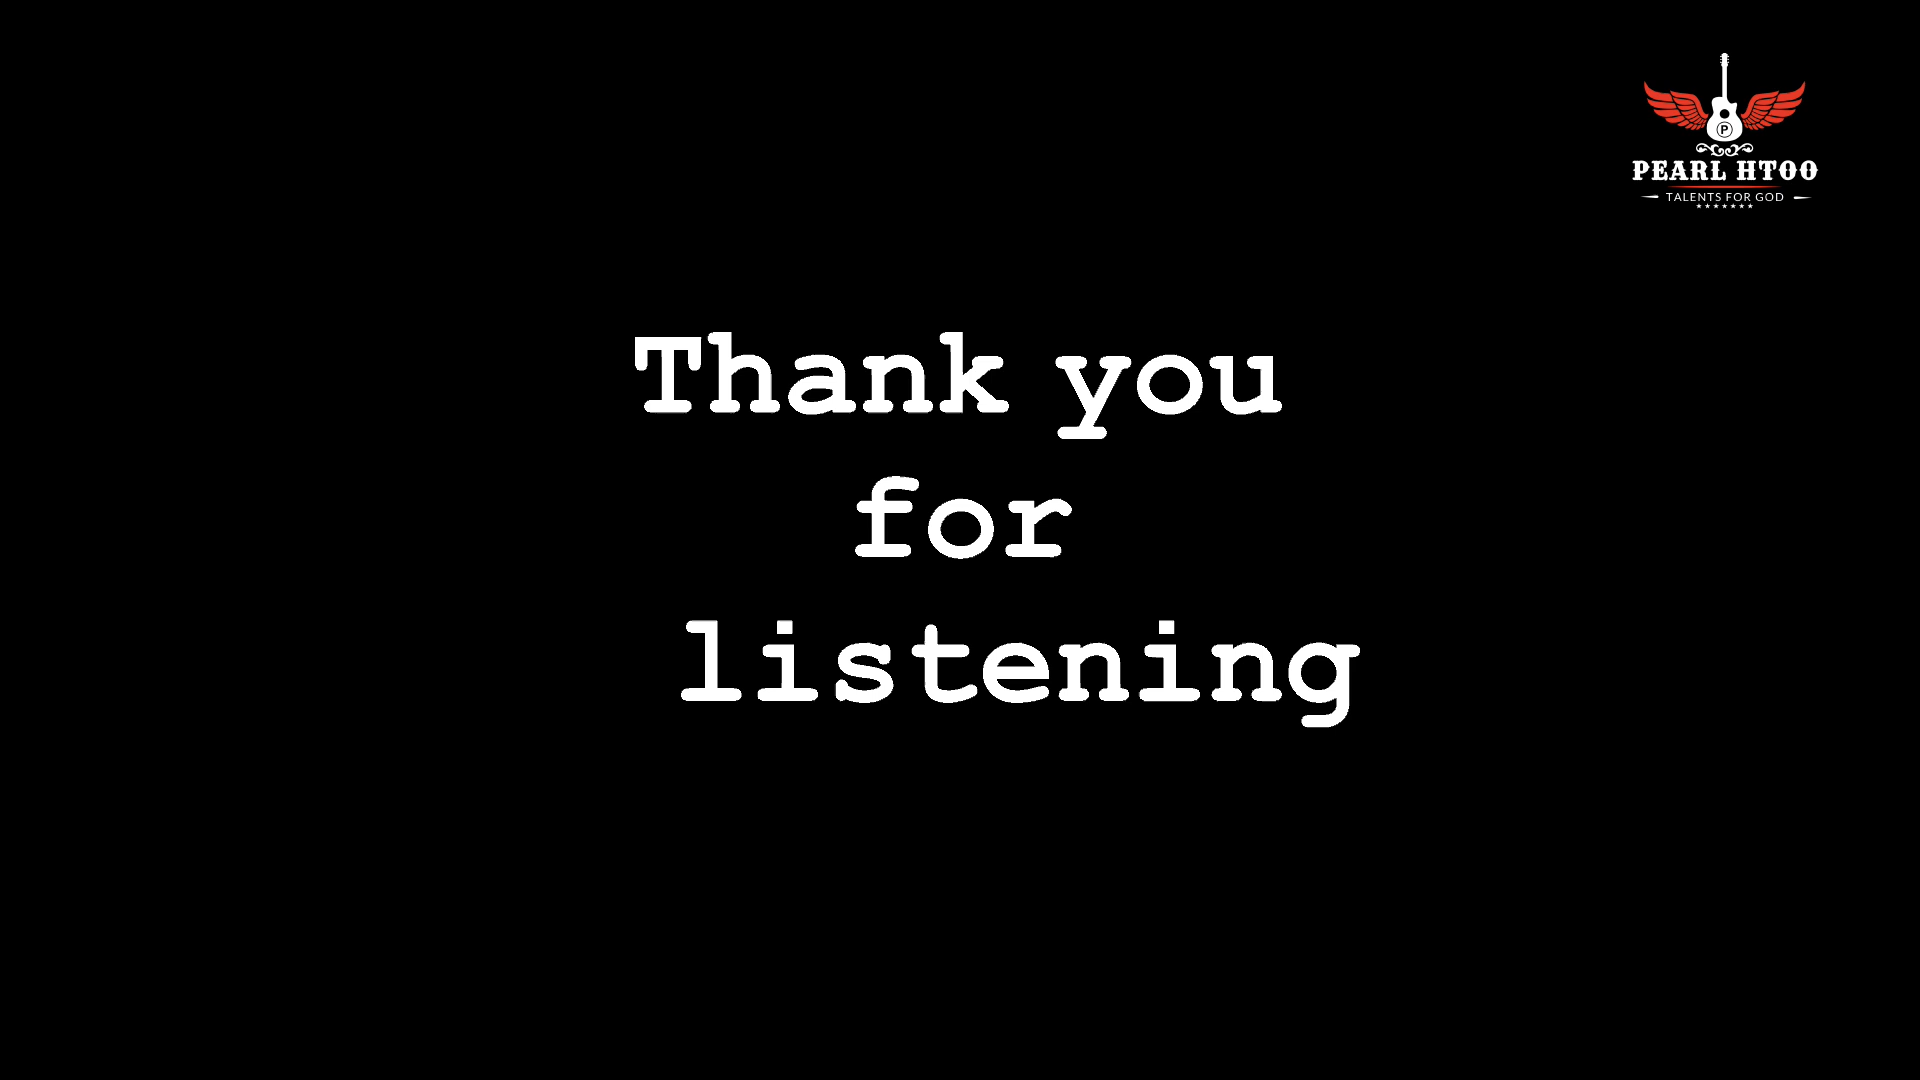 P
PEARL HTOO
TALENTS FOR GOD
Thank you
for
listening